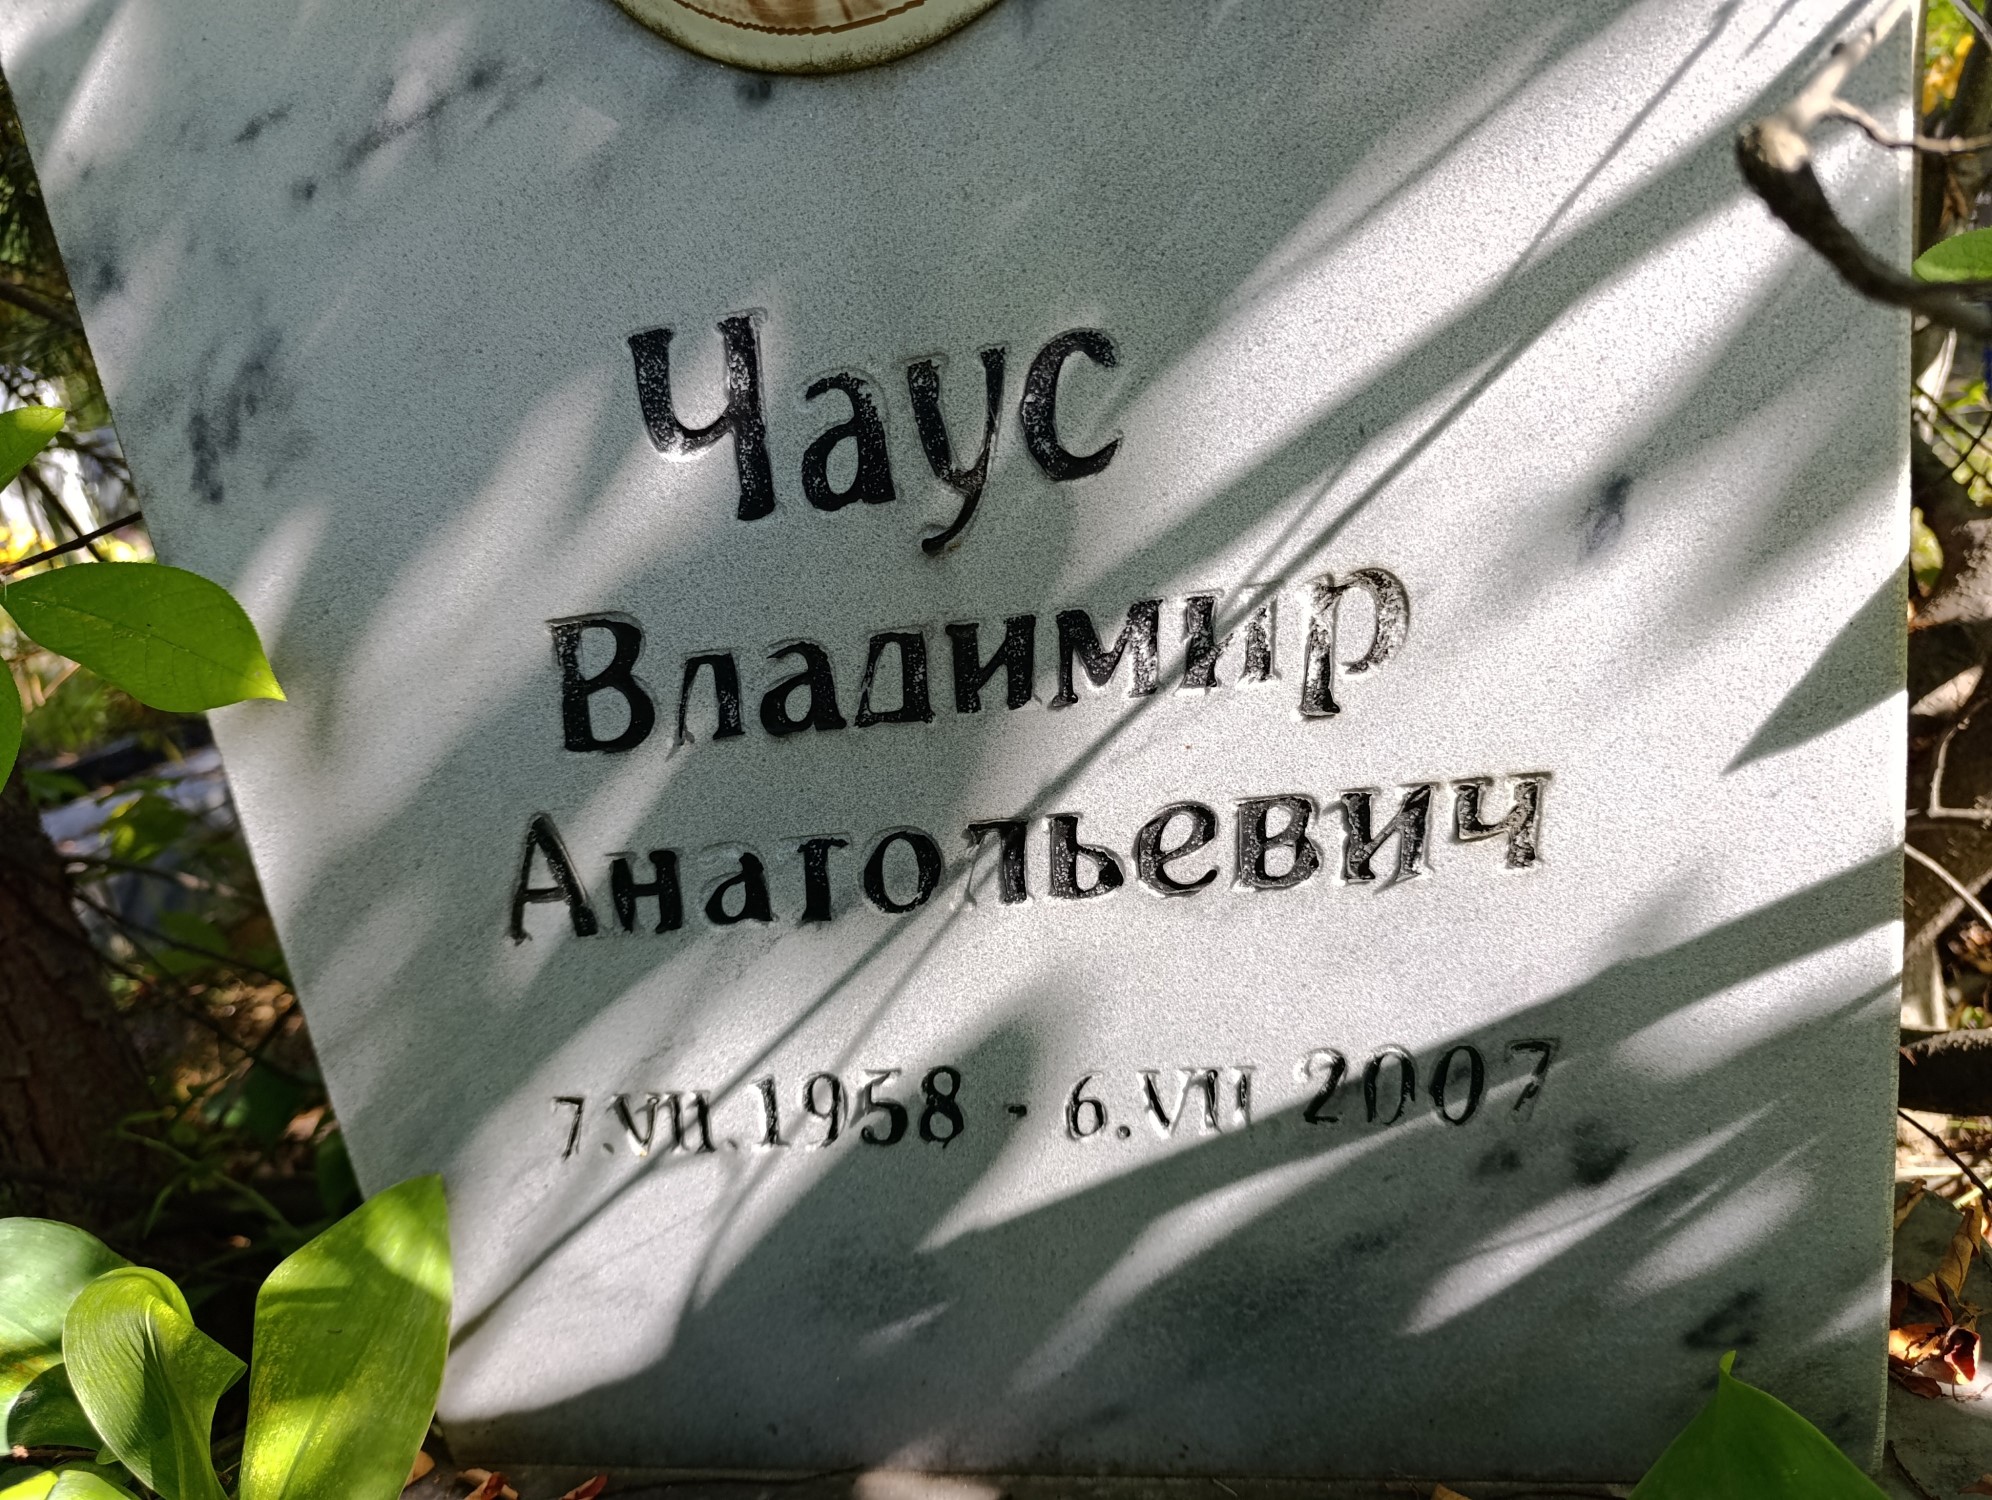 Чаус
Владимир
Анатольевич
7.VII.1958 - 6.VII 2007